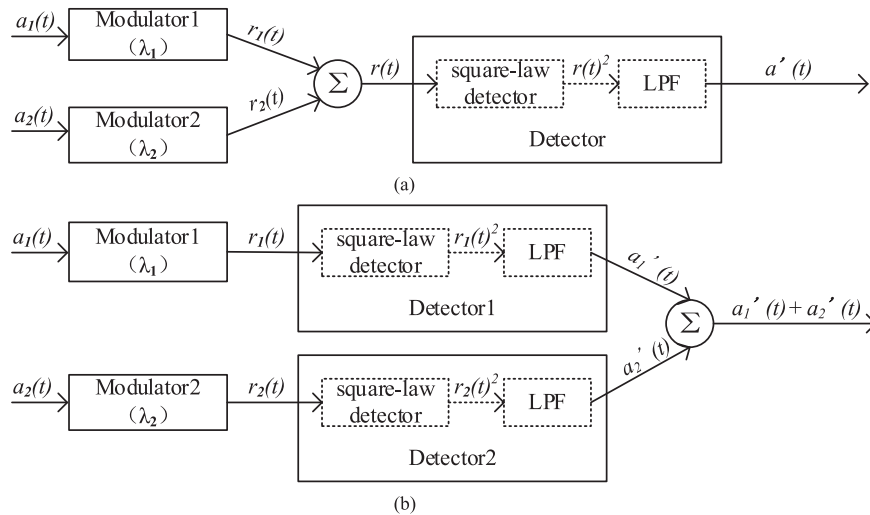 a1(t)
Modulator1
(λ1)
r1(t)
a2(t)
Modulator2
(λ2)
r2(t)
Σ
r(t)
square-law
detector
r(t)²
LPF
Detector
a’(t)
(a)
a1(t)
Modulator1
(λ1)
r1(t)
square-law
detector
r1(t)²
LPF
Detector1
a1’(t)
a2(t)
Modulator2
(λ2)
r2(t)
square-law
detector
r2(t)²
LPF
Detector2
a2’(t)
Σ
a1’(t)+a2’(t)
(b)